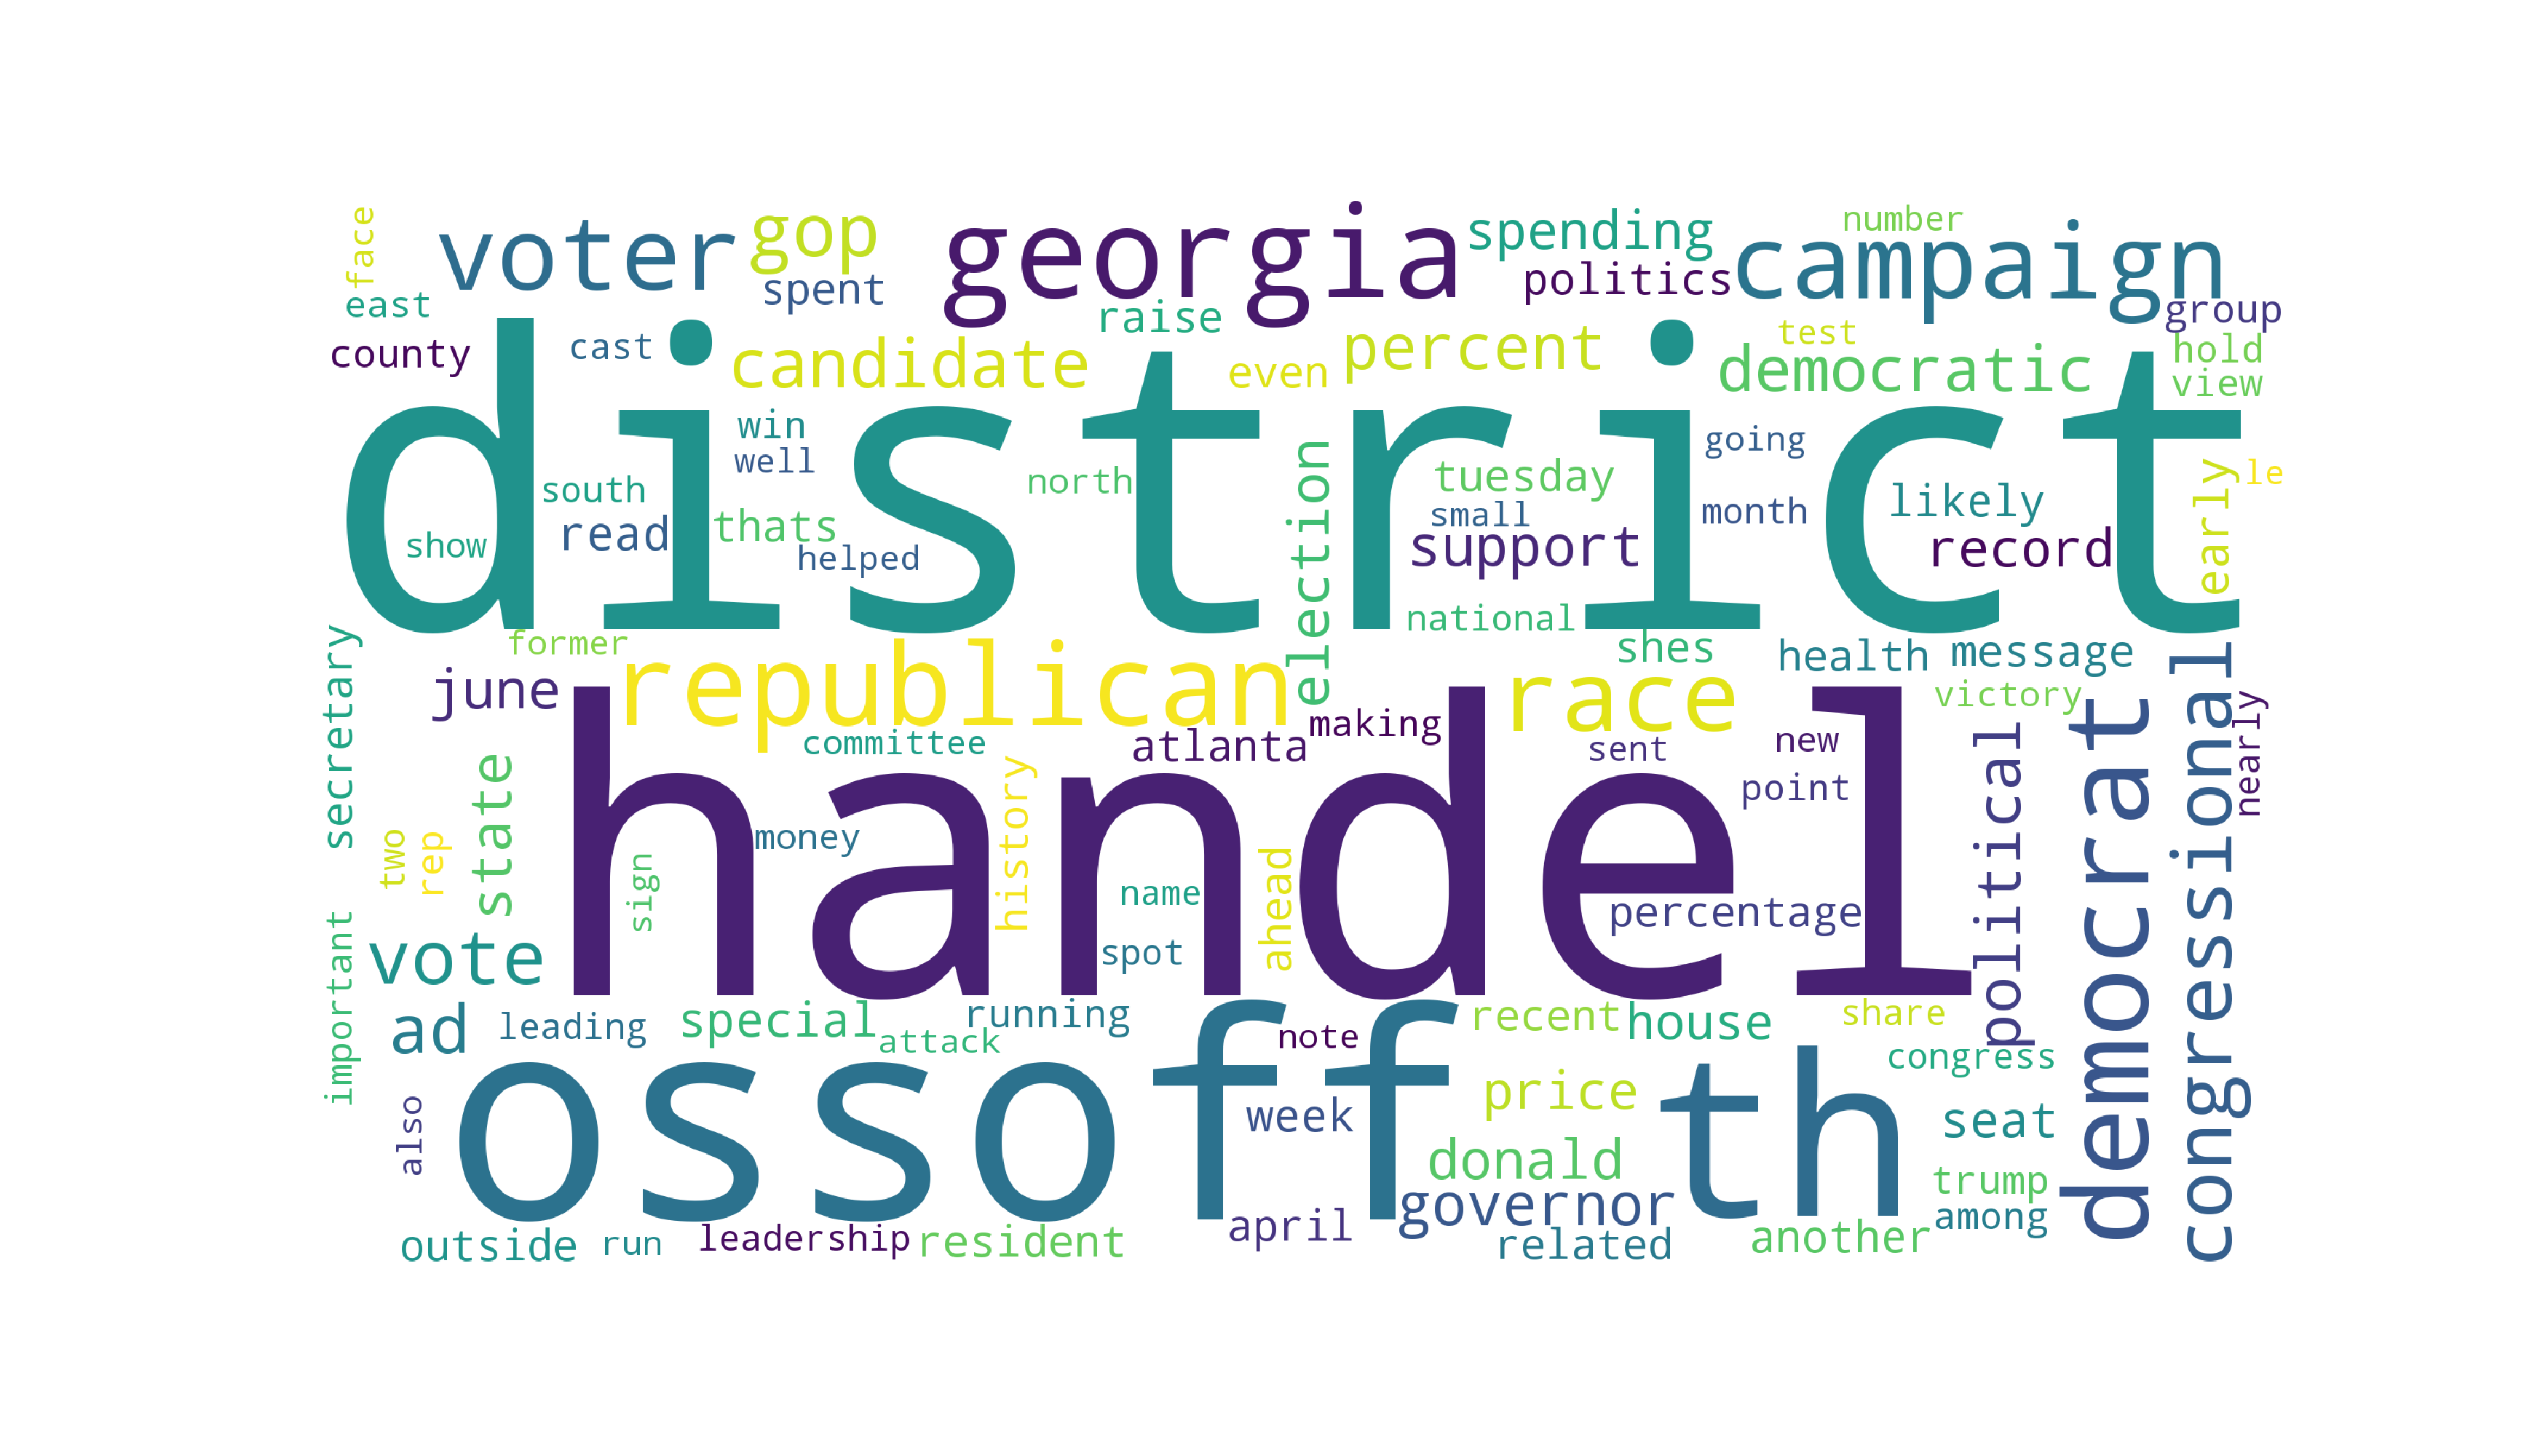 face
voter
gop
georgia
spending
campaign
number
east
spent
raise
politics
group
county
cast
candidate
even
percent
democratic
test
hold
view
district
win
well
north
election
tuesday
going
likely
early
le
south
read
thats
small
month
show
helped
support
record
secretary
former
national
shes
health
message
congressional
june
republican
race
victory
nearly
committee
atlanta
making
sent
new
political
democrat
state
handel
history
point
two
rep
sign
money
name
ahead
percentage
important
vote
spot
ad
leading
special
attack
running
note
recent
house
share
also
ossoff
week
price
th
congress
seat
donald
trump
outside
run
leadership
resident
april
governor
related
another
among